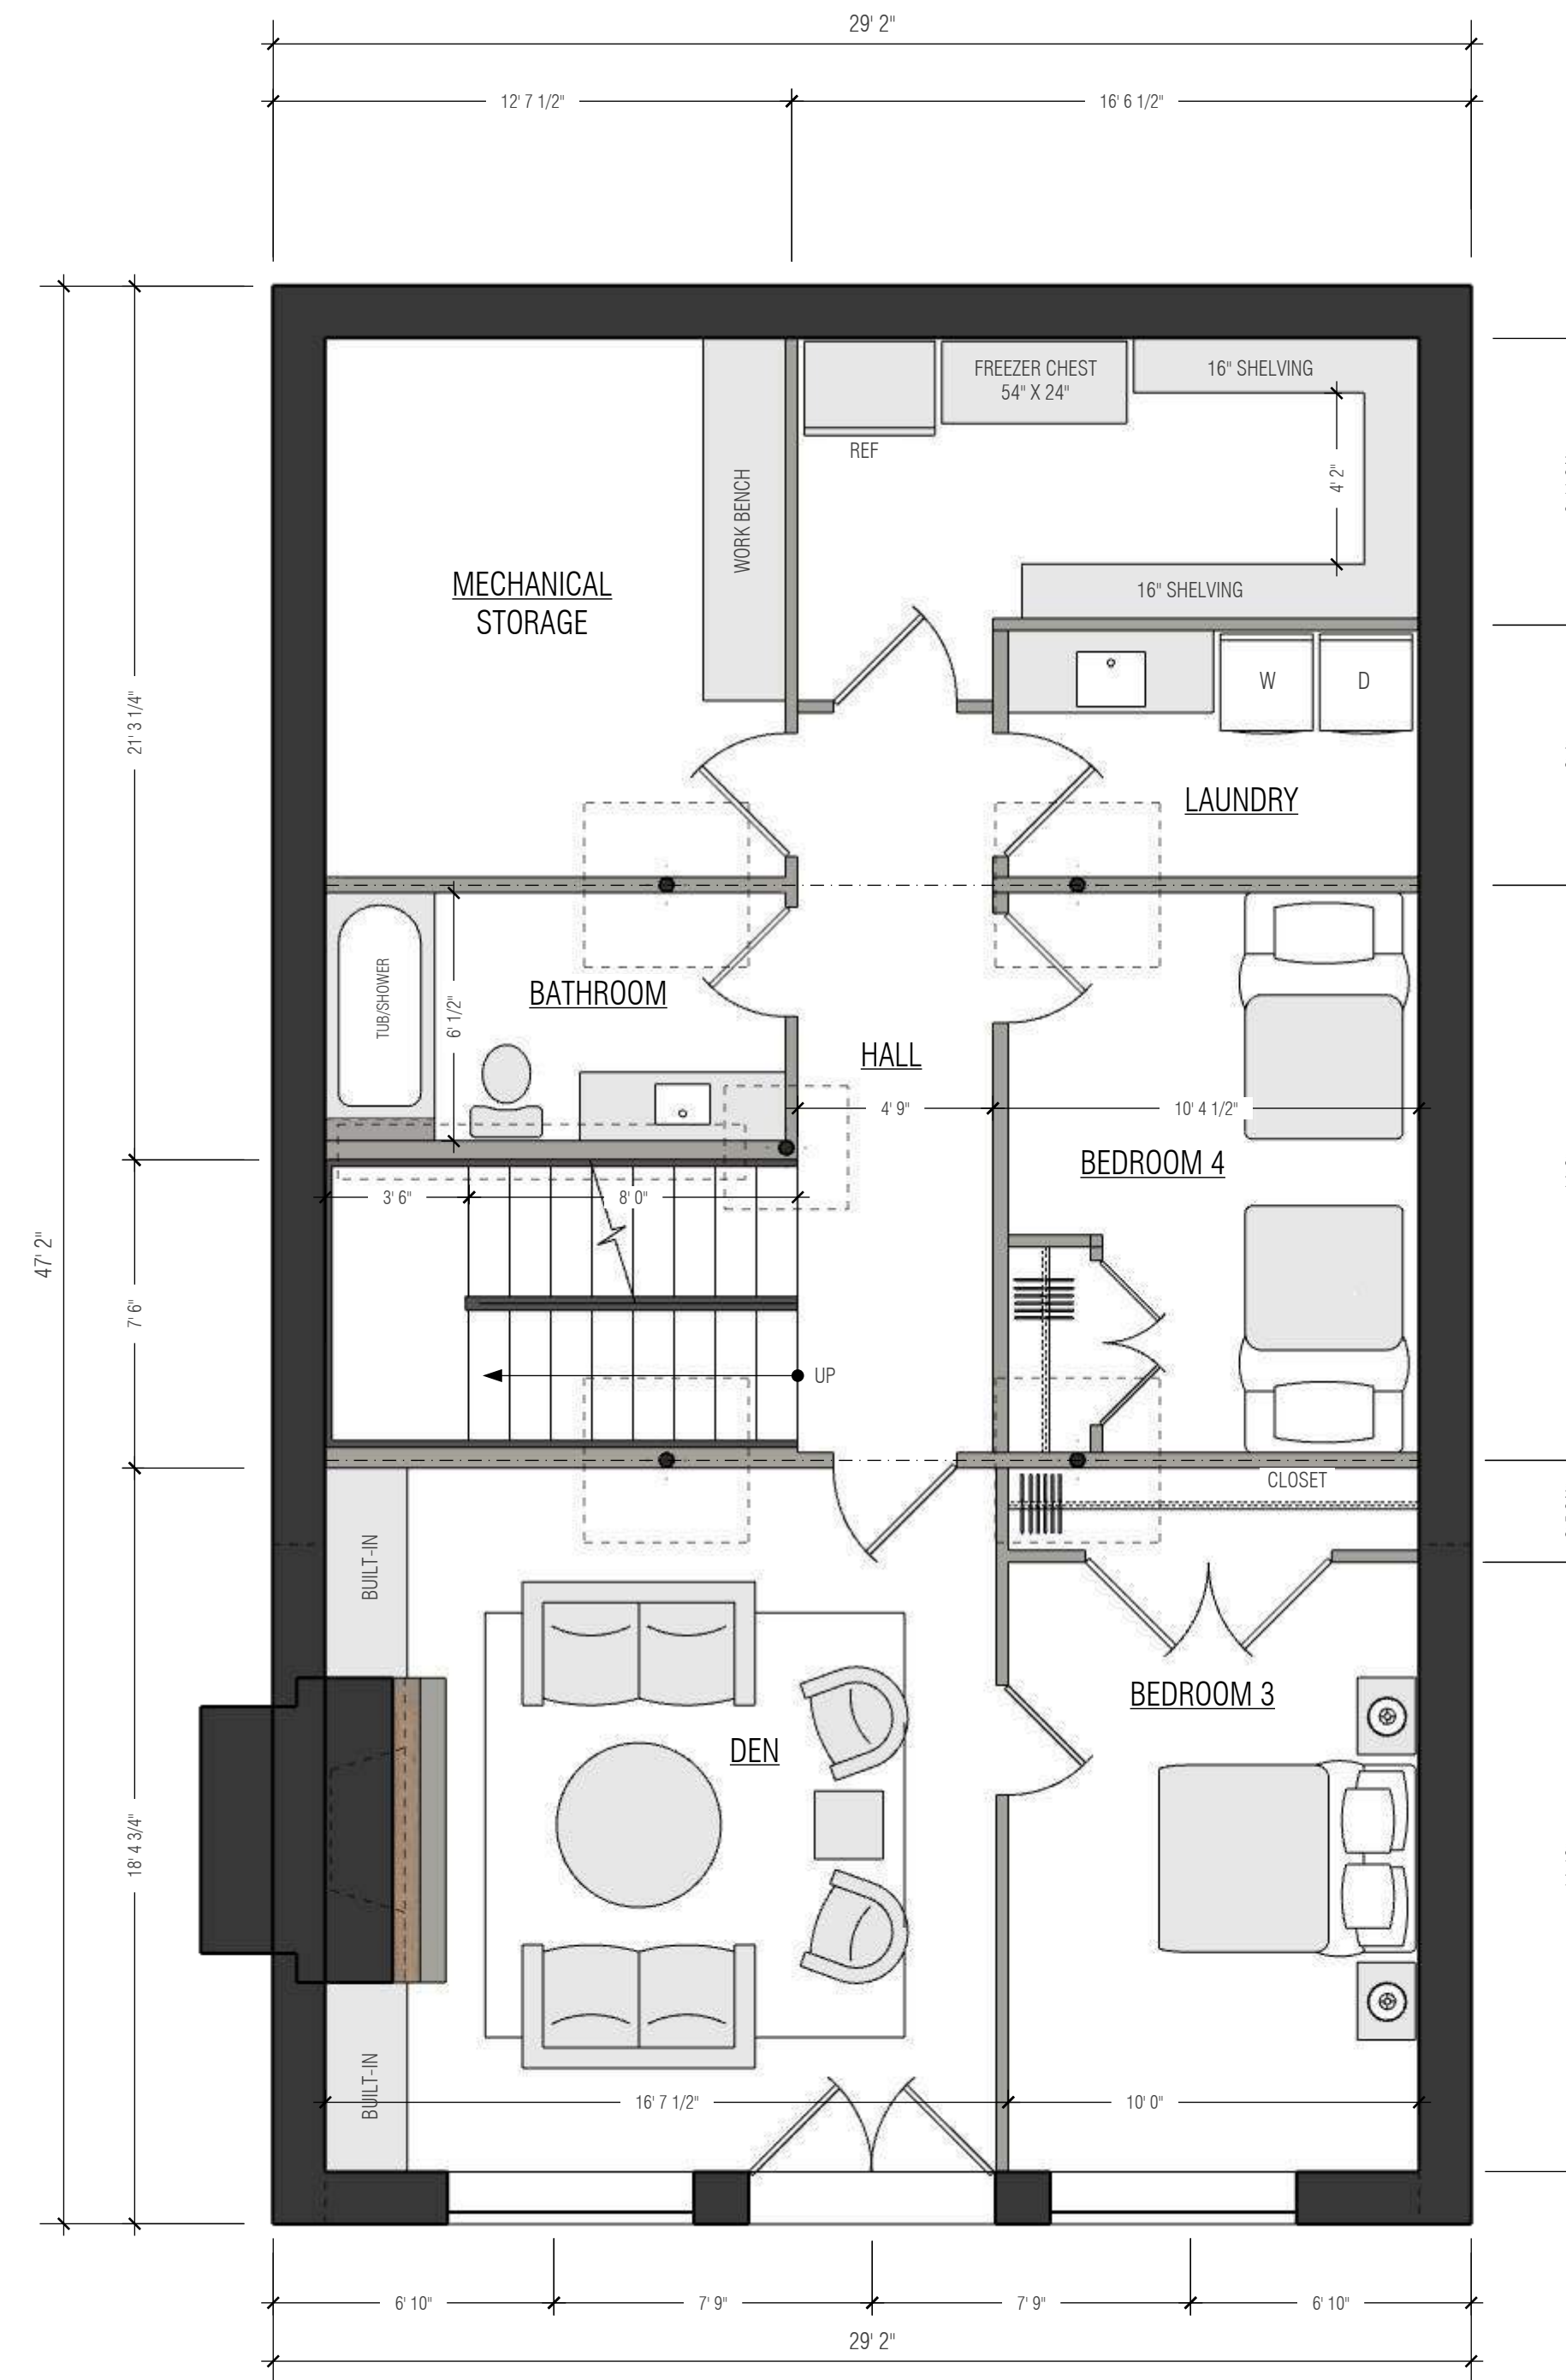 29' 2"
12' 7 1/2"
16' 6 1/2"
FREEZER CHEST
54" X 24"
16" SHELVING
REF
4' 2"
WORK BENCH
MECHANICAL
STORAGE
16" SHELVING
W
D
21' 3 1/4"
LAUNDRY
TUB/SHOWER
6' 1/2"
BATHROOM
HALL
4' 9"
10' 4 1/2"
BEDROOM 4
3' 6"
8' 0"
47' 2"
7' 6"
UP
CLOSET
BUILT-IN
BEDROOM 3
DEN
18' 4 3/4"
BUILT-IN
16' 7 1/2"
10' 0"
6' 10"
7' 9"
7' 9"
6' 10"
29' 2"